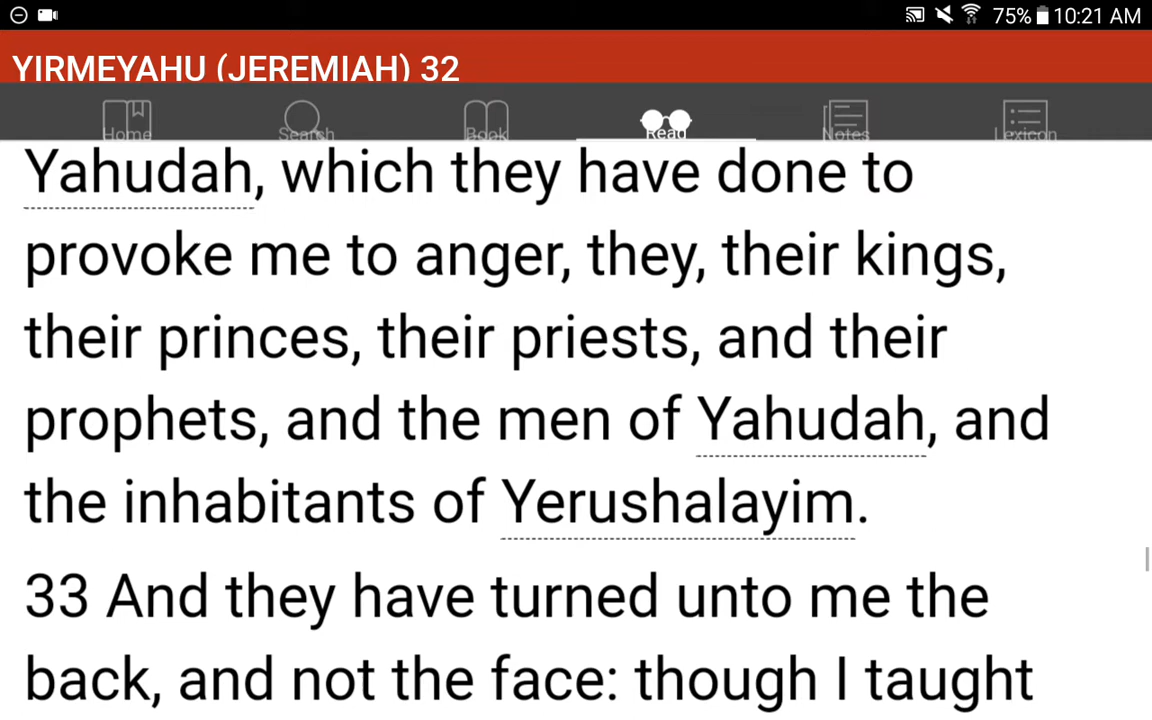 75% 10:21 AM
YIRMEYAHU (JEREMIAH) 32
Home Search Book Read Notes Lexicon
Yahudah, which they have done to
provoke me to anger, they, their kings,
their princes, their priests, and their
prophets, and the men of Yahudah, and
the inhabitants of Yerushalayim.
33 And they have turned unto me the
back, and not the face: though I taught